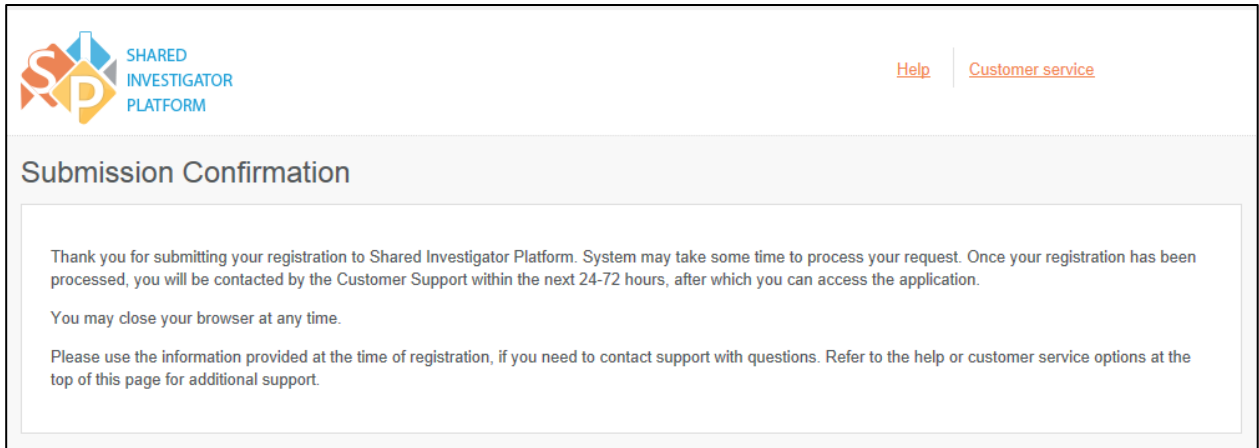 SIP
SHARED
INVESTIGATOR
PLATFORM
Help
Customer service
Submission Confirmation
Thank you for submitting your registration to Shared Investigator Platform. System may take some time to process your request. Once your registration has been
processed, you will be contacted by the Customer Support within the next 24-72 hours, after which you can access the application.
You may close your browser at any time.
Please use the information provided at the time of registration, if you need to contact support with questions. Refer to the help or customer service options at the
top of this page for additional support.